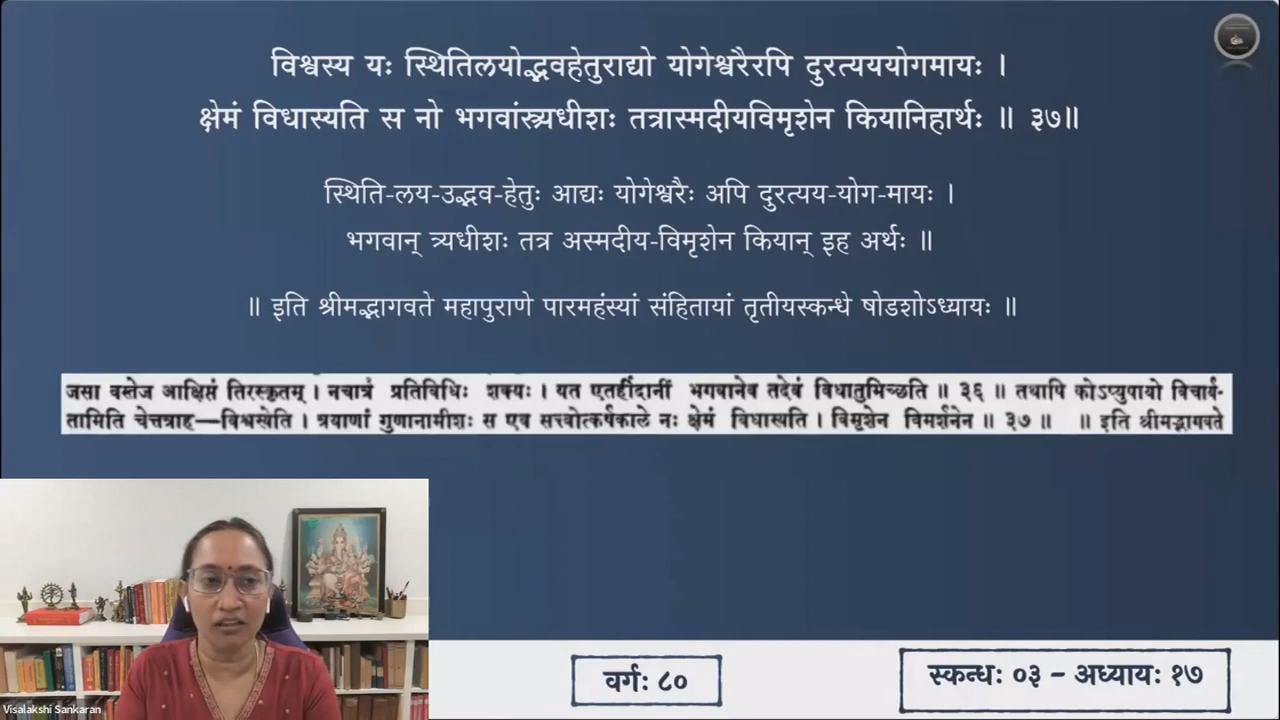 विश्वस्य यः स्थितिलयोद्भवहेतुराद्यो योगेश्वरैरपि दुरत्यययोगमायः ।
क्षेमं विधास्यति स नो भगवांस्त्र्यधीशः तत्रास्मदीयविमृशेन कियानिहार्थः ॥ ३७॥
स्थिति-लय-उद्भव-हेतुः आद्यः योगेश्वरैः अपि दुरत्यय-योग-मायः ।
भगवान् त्र्यधीशः तत्र अस्मदीय-विमृशेन कियान् इह अर्थः ॥
॥ इति श्रीमद्भागवते महापुराणे पारमहंस्यां संहितायां तृतीयस्कन्धे षोडशोऽध्यायः ॥
जसा वस्तेज आक्षिप्तं तिरस्कृतम् । नचात्र प्रतिविधिः शक्यः । यत एतर्हीदानीं भगवानेव तदेवं विधातुमिच्छति ॥ ३६ ॥ तथापि कोऽप्युपायो विचार्य-
तामिति चेत्तत्राह—विश्वस्येति । त्रयाणां गुणानामीशः स एव सत्त्वोत्कर्षकाले नः क्षेमं विधास्यति । विमृशेन विमर्शनेन ॥ ३७ ॥ ॥ इति श्रीमद्भागवते
Visalakshi Sankaran
वर्गः ८०
स्कन्धः ०३ – अध्यायः १७